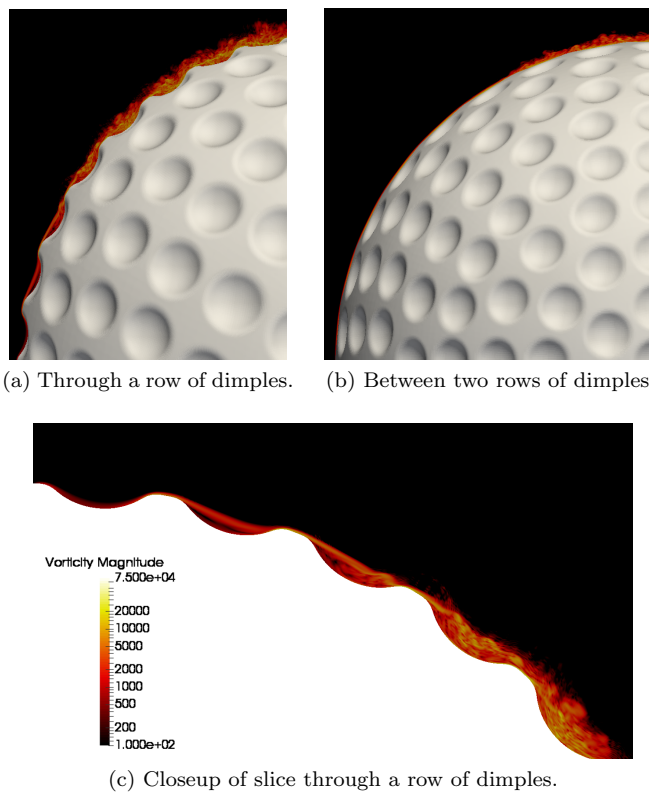 (a) Through a row of dimples.
(b) Between two rows of dimples
Vorticity Magnitude
7.500e+04
20000
10000
5000
2000
1000
500
200
1.000e+02
(c) Closeup of slice through a row of dimples.